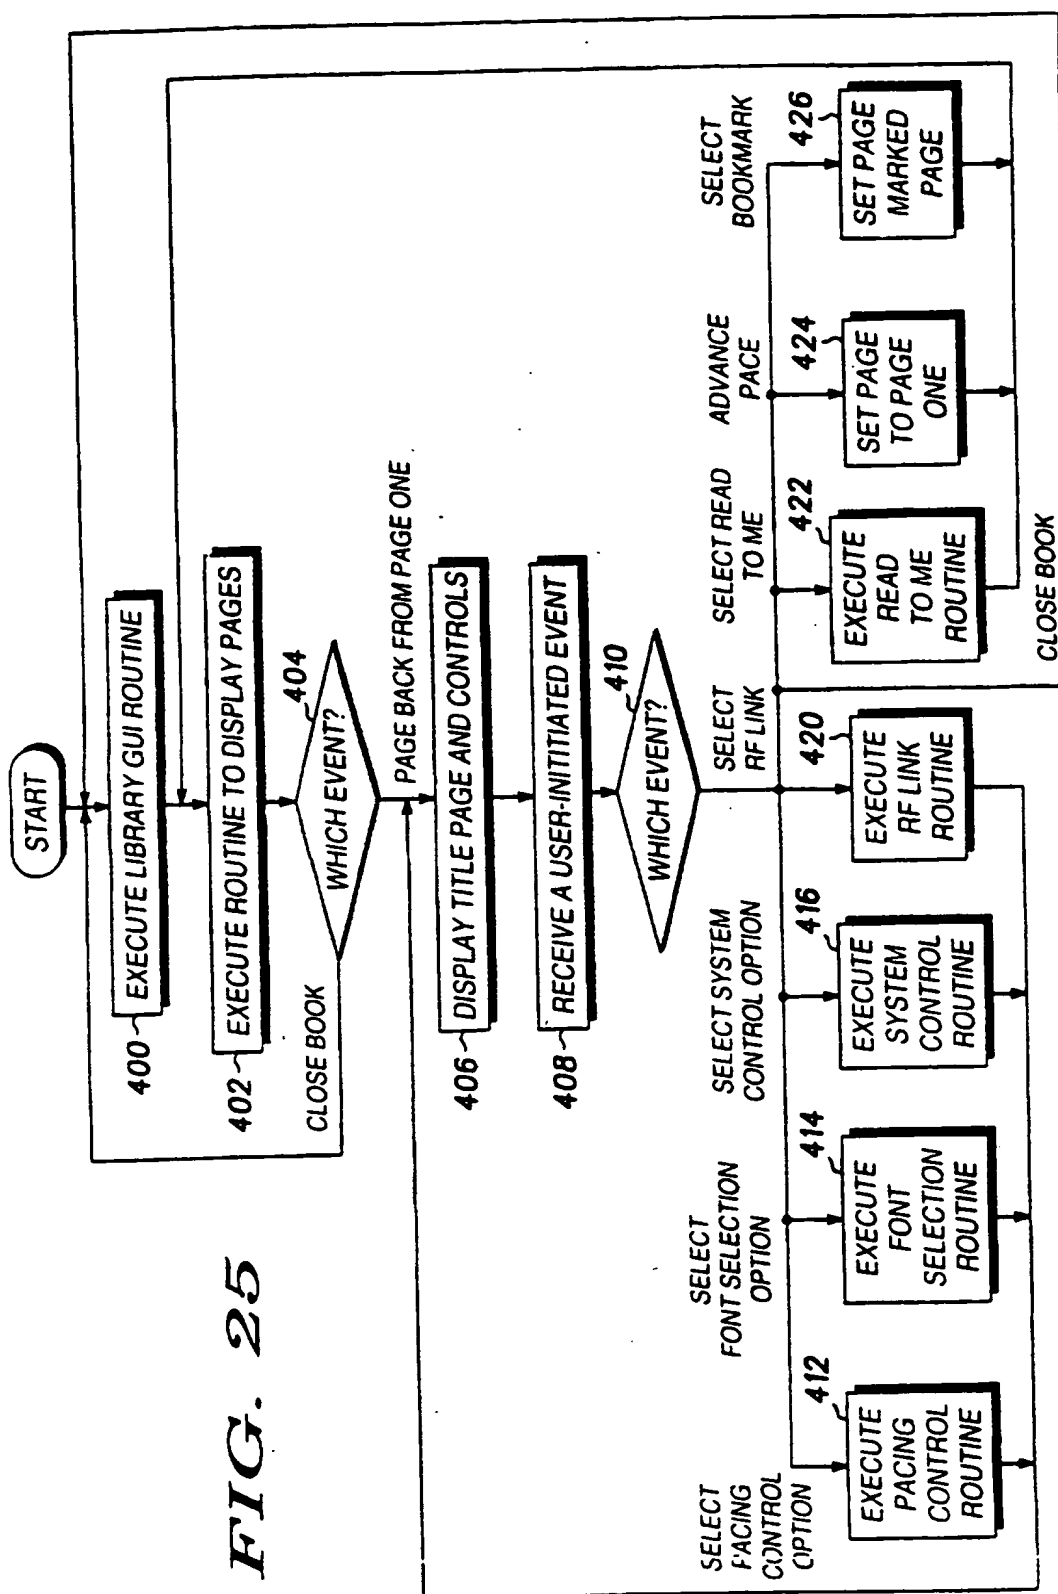 FIG. 25
START
400
EXECUTE LIBRARY GUI ROUTINE
402
EXECUTE ROUTINE TO DISPLAY PAGES
404
WHICH EVENT?
CLOSE BOOK
PAGE BACK FROM PAGE ONE
406
DISPLAY TITLE PAGE AND CONTROLS
408
RECEIVE A USER-INITITIATED EVENT
410
WHICH EVENT?
SELECT
PACING
CONTROL
OPTION
412
EXECUTE
PACING
CONTROL
ROUTINE
SELECT
FONT SELECTION
OPTION
414
EXECUTE
FONT
SELECTION
ROUTINE
SELECT SYSTEM
CONTROL OPTION
416
EXECUTE
SYSTEM
CONTROL
ROUTINE
SELECT
RF LINK
420
EXECUTE
RF LINK
ROUTINE
SELECT READ
TO ME
422
EXECUTE
READ
TO ME
ROUTINE
ADVANCE
PACE
424
SET PAGE
TO PAGE
ONE
SELECT
BOOKMARK
426
SET PAGE
MARKED
PAGE
CLOSE BOOK